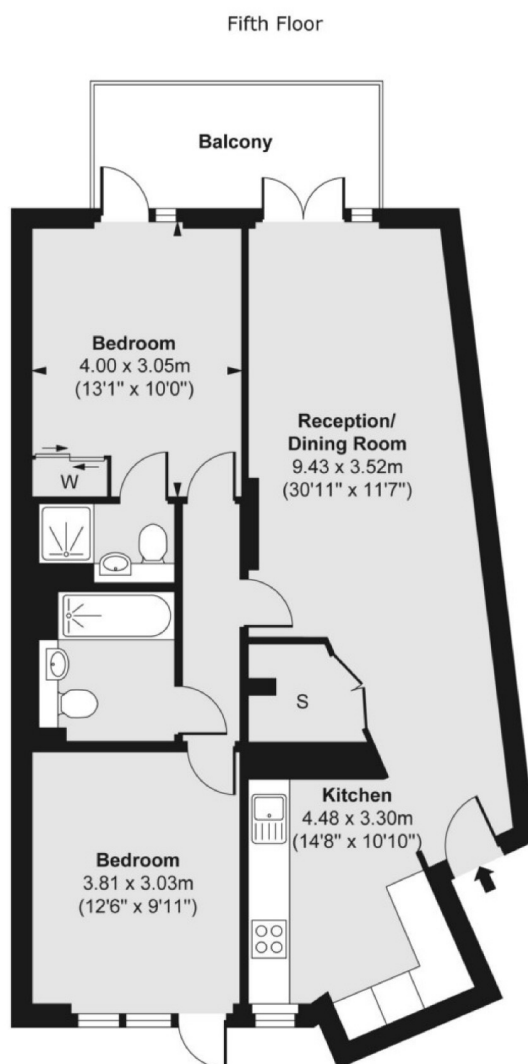 Fifth Floor
Balcony
Bedroom
4.00 x 3.05m
(13'1" x 10'0")
Reception/
Dining Room
9.43 x 3.52m
(30'11" x 11'7")
W
S
Kitchen
4.48 x 3.30m
(14'8" x 10'10")
Bedroom
3.81 x 3.03m
(12'6" x 9'11")